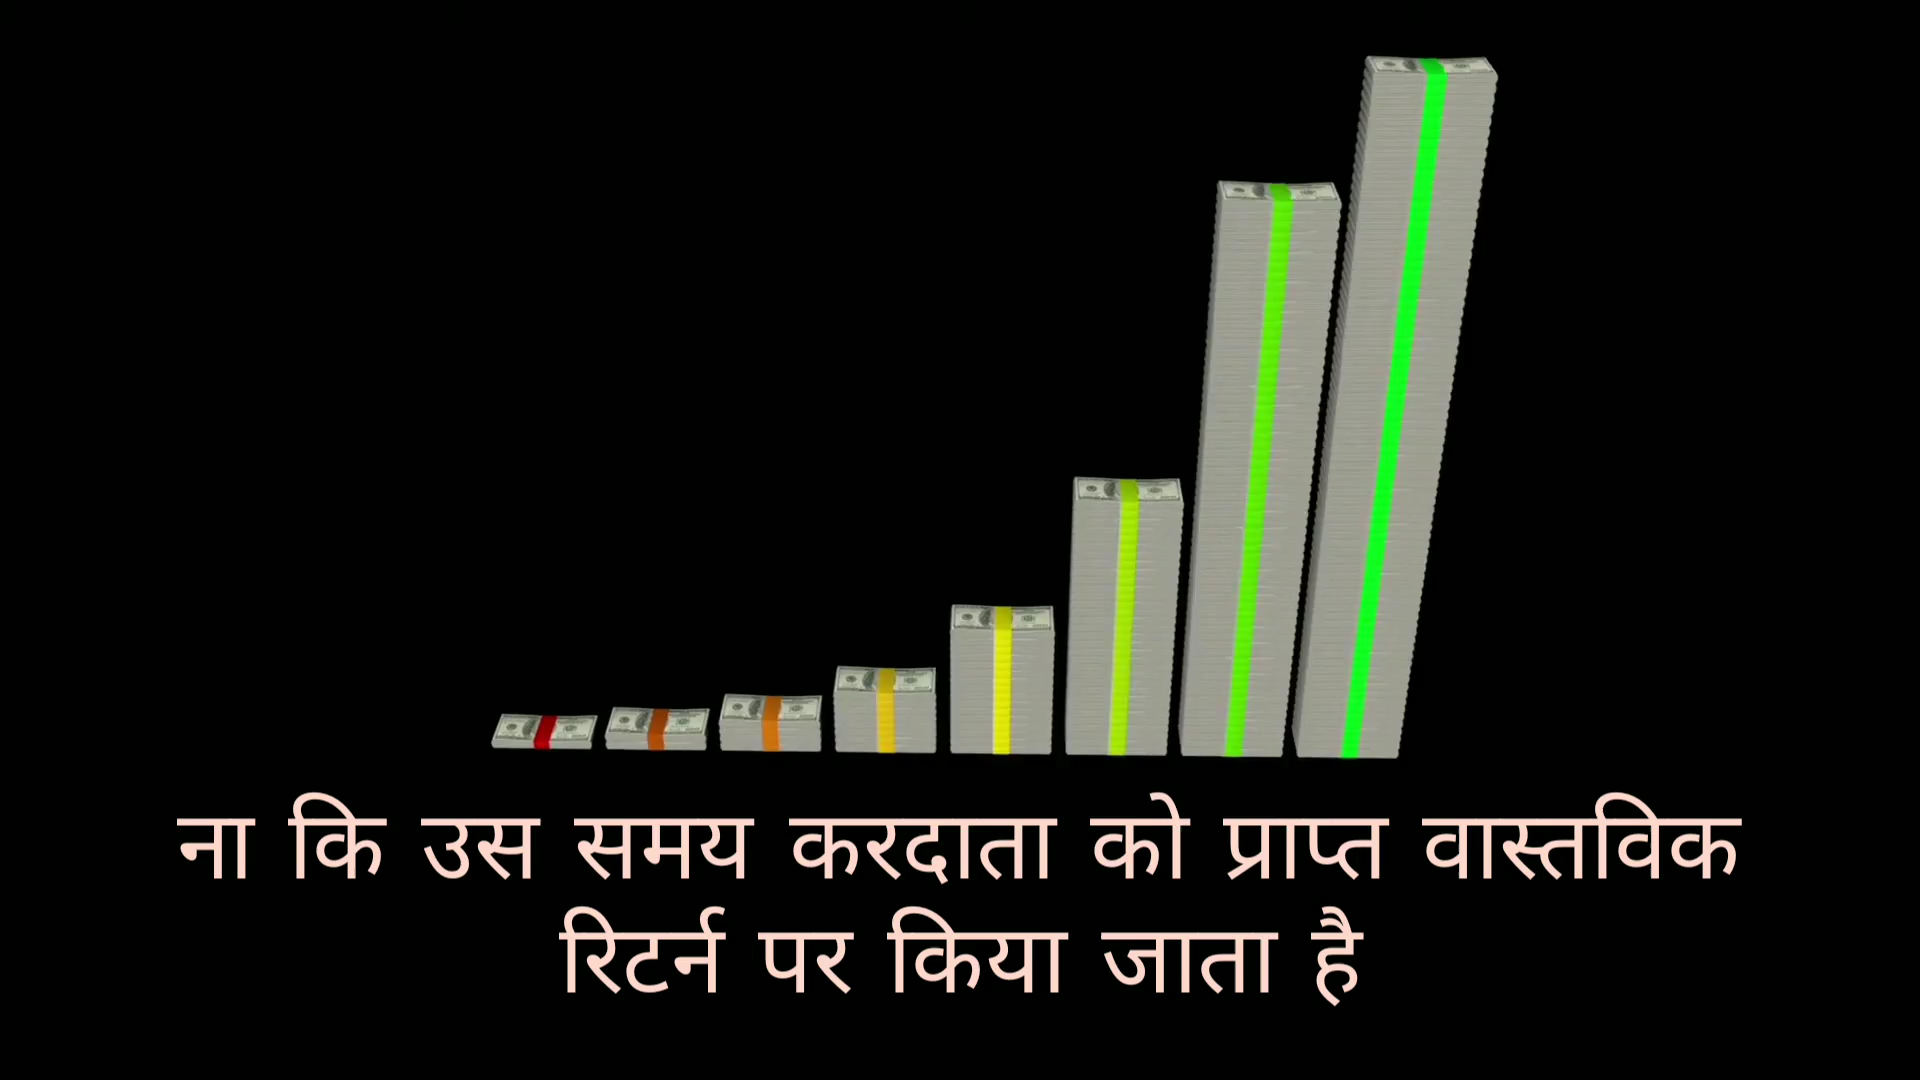 ना कि उस समय करदाता को प्राप्त वास्तविक
रिटर्न पर किया जाता है